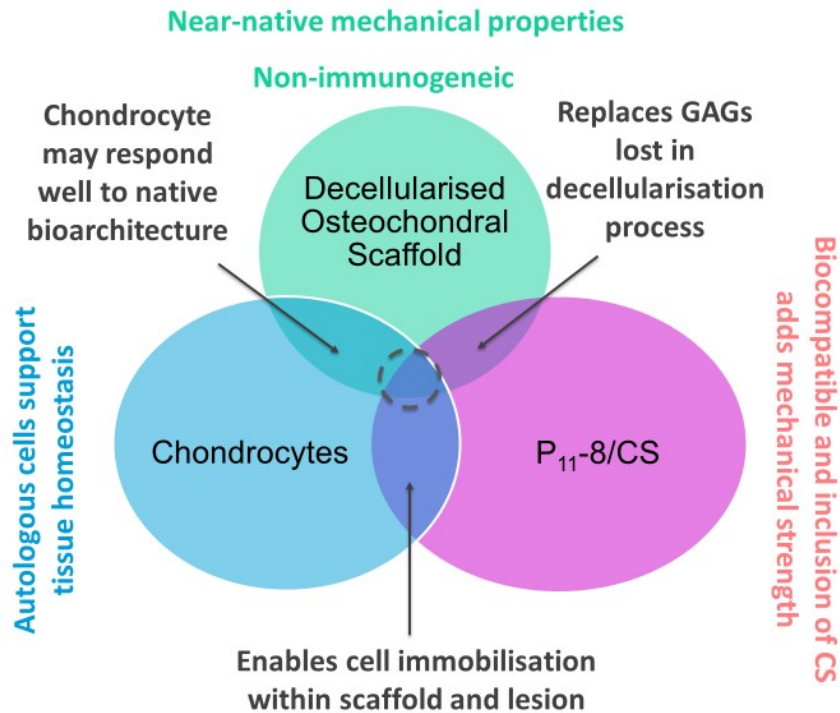 Near-native mechanical properties
Non-immunogeneic
Chondrocyte
may respond
well to native
bioarchitecture
Replaces GAGs
lost in
decellularisation
process
Decellularised
Osteochondral
Scaffold
Autologous cells support
tissue homeostasis
Chondrocytes
P₁₁-8/CS
Biocompatible and inclusion of CS
adds mechanical strength
Enables cell immobilisation
within scaffold and lesion